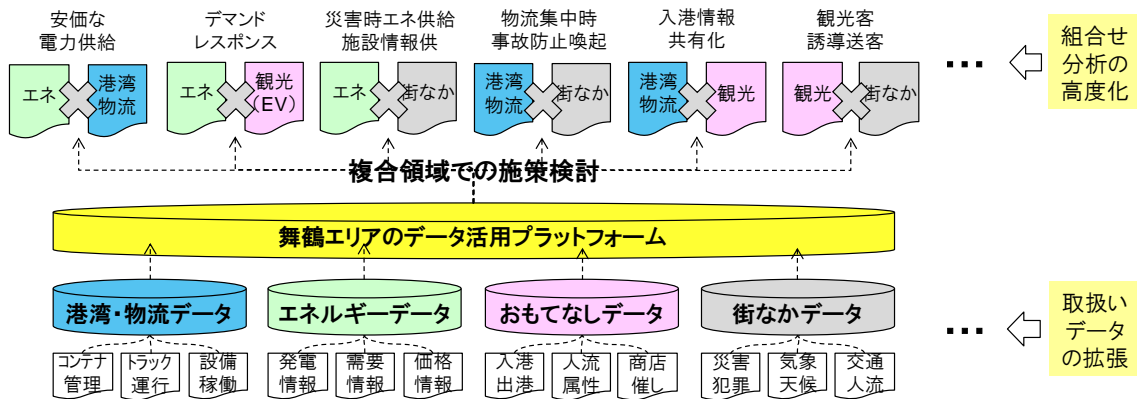 安価な
電力供給
デマンド
レスポンス
災害時エネ供給
施設情報供
物流集中時
事故防止喚起
入港情報
共有化
観光客
誘導送客
エネ
港湾
物流
エネ
観光
(EV)
エネ
街なか
港湾
物流
街なか
港湾
物流
観光
観光
街なか
…
組合せ
分析の
高度化
複合領域での施策検討
舞鶴エリアのデータ活用プラットフォーム
港湾・物流データ
エネルギーデータ
おもてなしデータ
街なかデータ
…
取扱い
データ
の拡張
コンテナ
管理
トラック
運行
設備
稼働
発電
情報
需要
情報
価格
情報
入港
出港
人流
属性
商店
催し
災害
犯罪
気象
天候
交通
人流